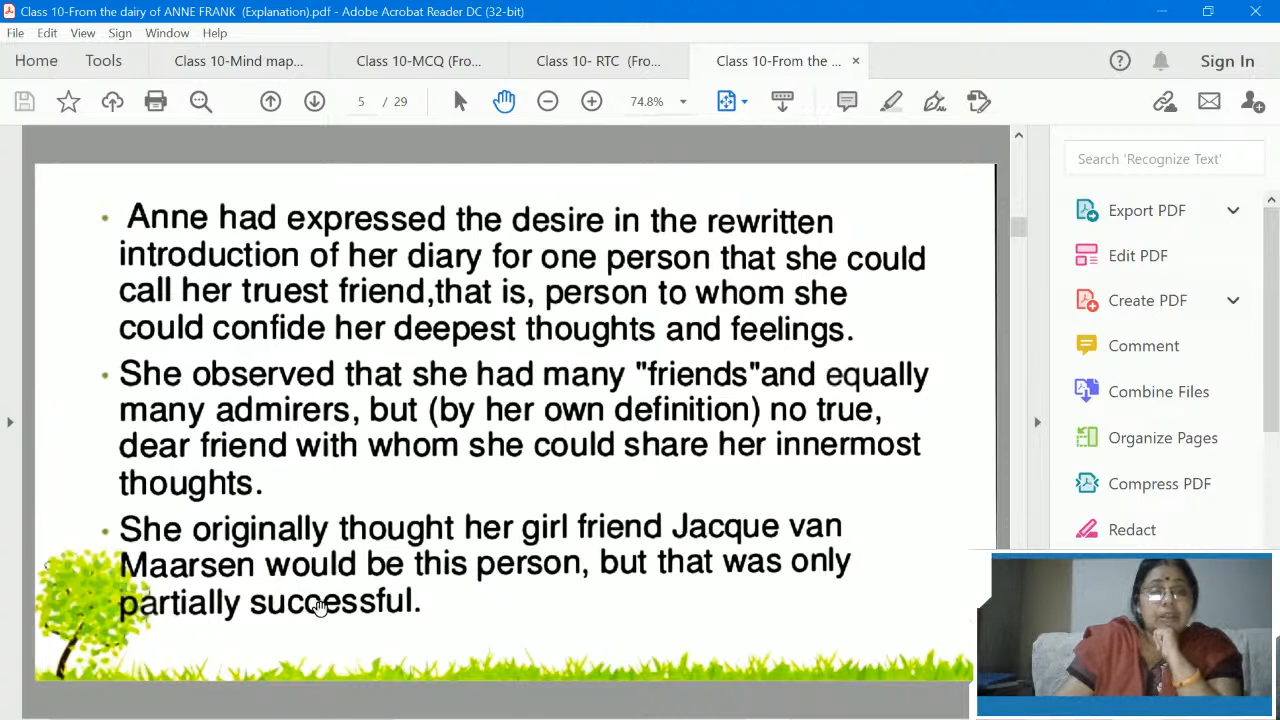 Class 10-From the dairy of ANNE FRANK (Explanation).pdf - Adobe Acrobat Reader DC (32-bit)
File Edit View Sign Window Help
Home Tools Class 10-Mind map... Class 10-MCQ (Fro... Class 10- RTC (Fro... Class 10-From the ... × Sign In
5 / 29 74.8%
Search 'Recognize Text'
• Anne had expressed the desire in the rewritten
introduction of her diary for one person that she could
call her truest friend,that is, person to whom she
could confide her deepest thoughts and feelings.
• She observed that she had many "friends"and equally
many admirers, but (by her own definition) no true,
dear friend with whom she could share her innermost
thoughts.
• She originally thought her girl friend Jacque van
Maarsen would be this person, but that was only
partially successful.
Export PDF
Edit PDF
Create PDF
Comment
Combine Files
Organize Pages
Compress PDF
Redact